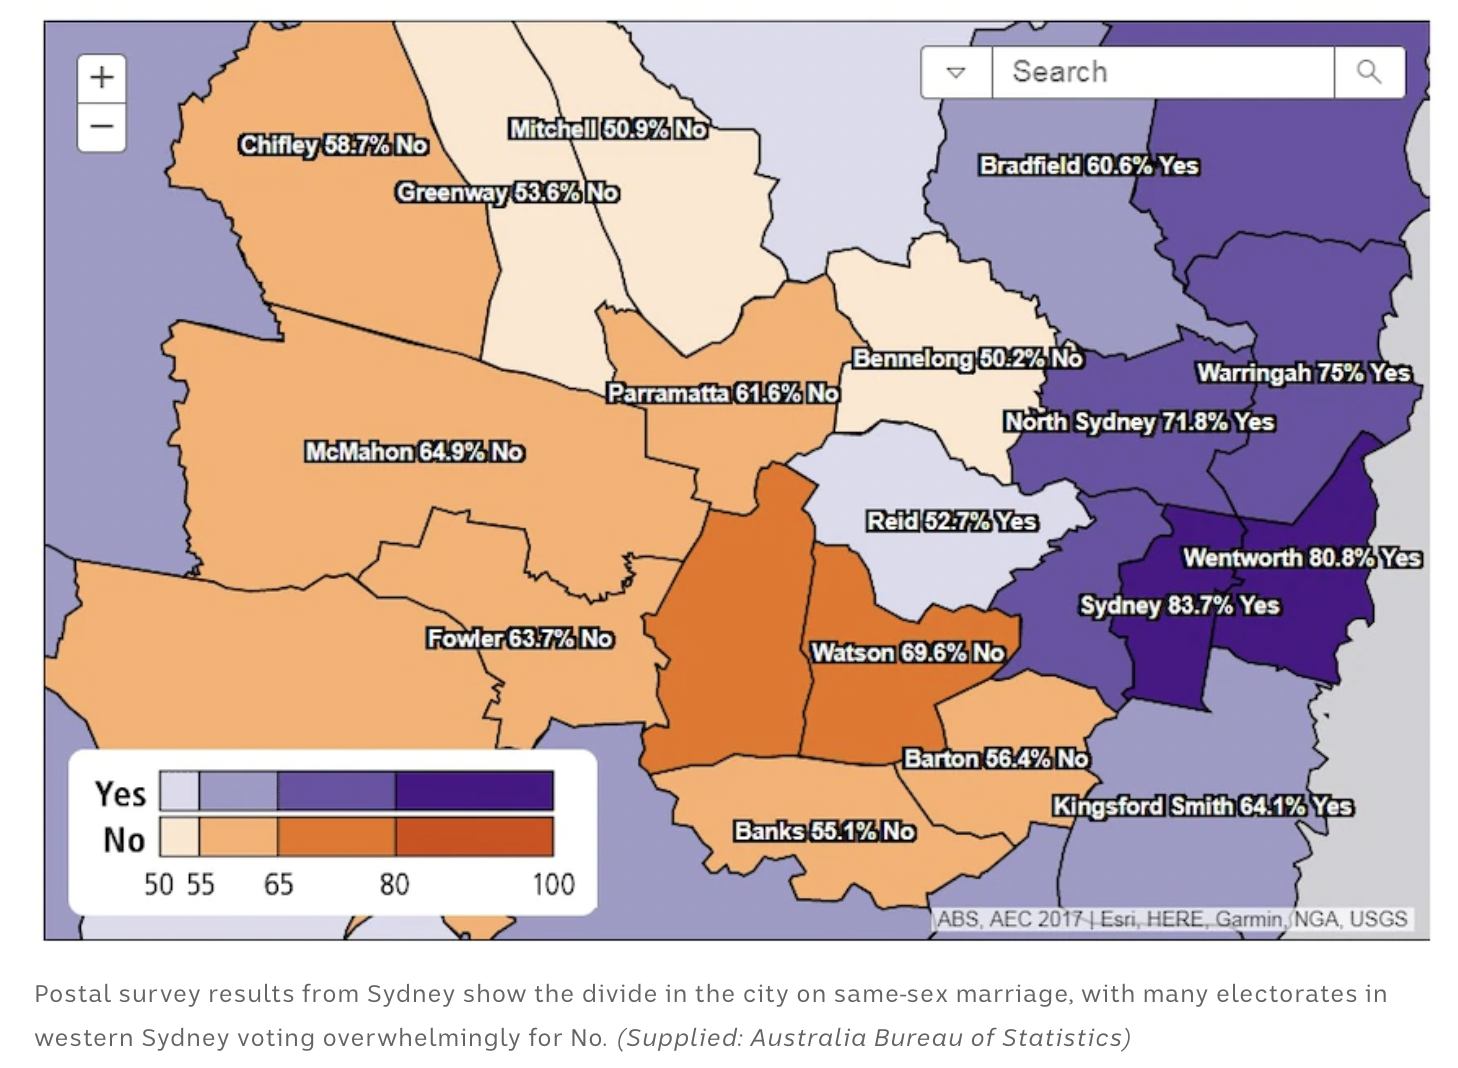 +
Search
−
Mitchell 50.9% No
Chifley 58.7% No
Bradfield 60.6% Yes
Greenway 53.6% No
Bennelong 50.2% No
Warringah 75% Yes
Parramatta 61.6% No
North Sydney 71.8% Yes
McMahon 64.9% No
Reid 52.7% Yes
Wentworth 80.8% Yes
Sydney 83.7% Yes
Fowler 63.7% No
Watson 69.6% No
Barton 56.4% No
Kingsford Smith 64.1% Yes
Banks 55.1% No
Yes
No
50 55 65 80 100
ABS, AEC 2017 | Esri, HERE, Garmin, NGA, USGS
Postal survey results from Sydney show the divide in the city on same-sex marriage, with many electorates in
western Sydney voting overwhelmingly for No. (Supplied: Australia Bureau of Statistics)